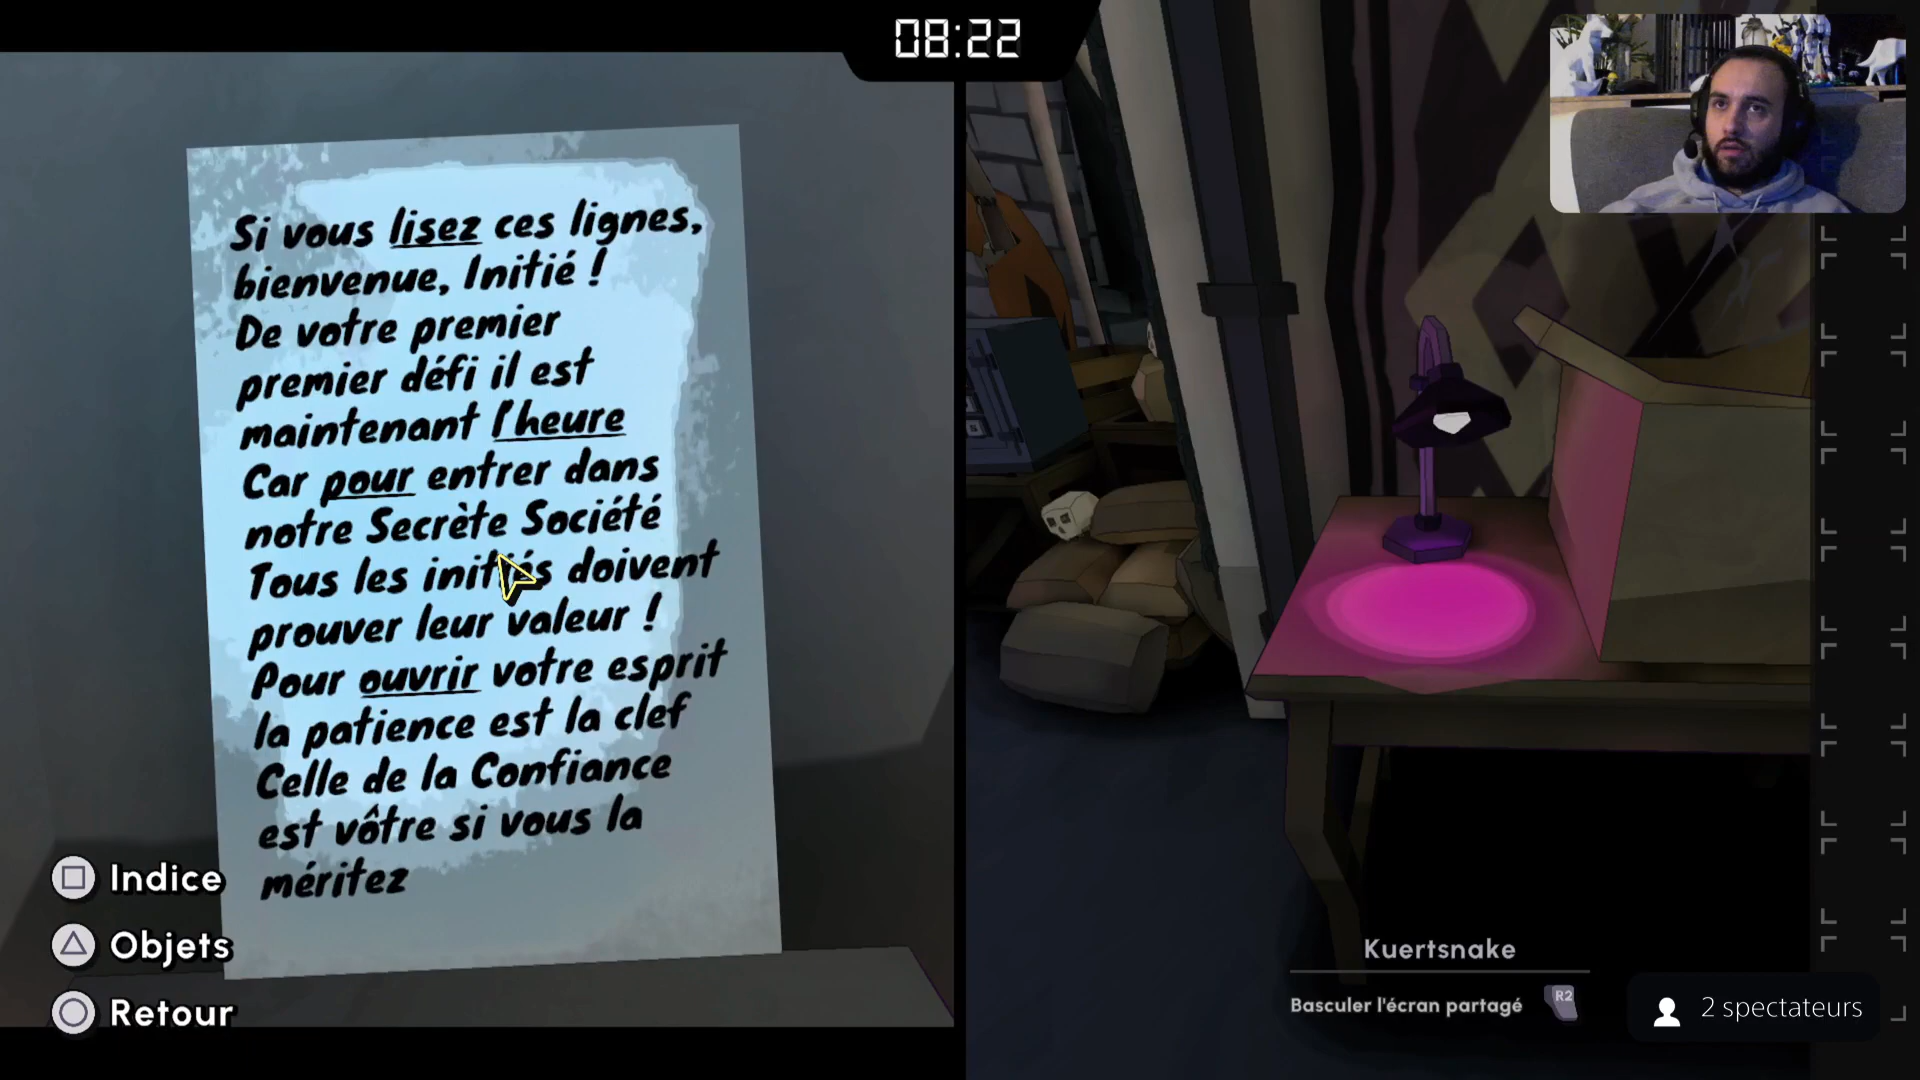 08:22
Si vous lisez ces lignes,
bienvenue, Initié !
De votre premier
premier défi il est
maintenant l'heure
Car pour entrer dans
notre Secrète Société
Tous les initiés doivent
prouver leur valeur !
Pour ouvrir votre esprit
la patience est la clef
Celle de la Confiance
est vôtre si vous la
méritez
Indice
Objets
Retour
Kuertsnake
Basculer l'écran partagé
R2
2 spectateurs